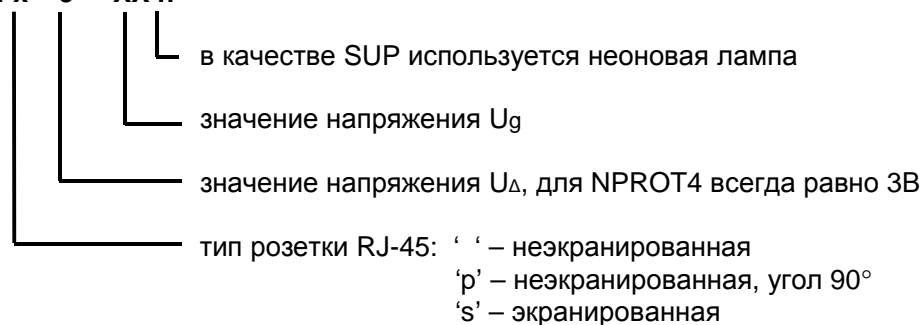 в качестве SUP используется неоновая лампа
значение напряжения Ug
значение напряжения U∆, для NPROT4 всегда равно 3В
тип розетки RJ-45: ‘ ‘ – неэкранированная
‘p’ – неэкранированная, угол 90°
‘s’ – экранированная